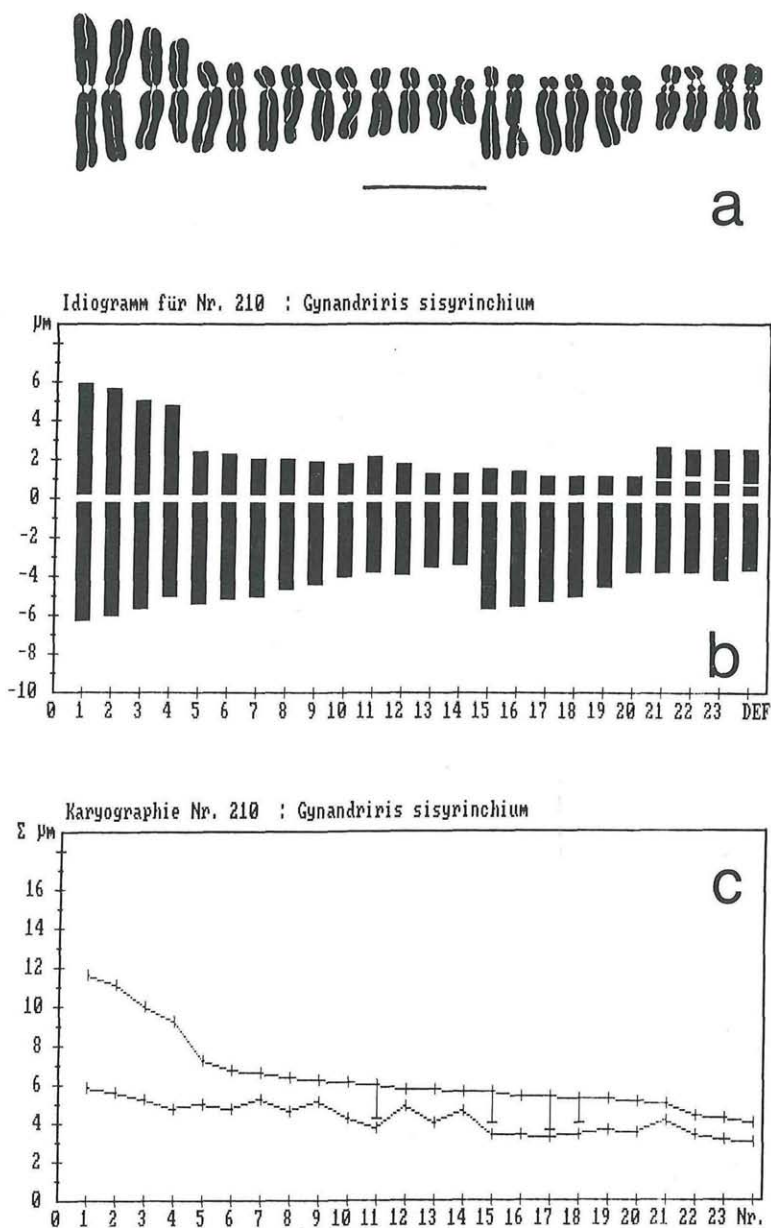 a
Idiogramm für Nr. 210 : Gynandriris sisyrinchium
µm
6
4
2
0
-2
-4
-6
-8
-10
b
0 1 2 3 4 5 6 7 8 9 10 11 12 13 14 15 16 17 18 19 20 21 22 23 DEF
Karyographie Nr. 210 : Gynandriris sisyrinchium
Σ µm
c
16
14
12
10
8
6
4
2
0
0 1 2 3 4 5 6 7 8 9 10 11 12 13 14 15 16 17 18 19 20 21 22 23 Nr.